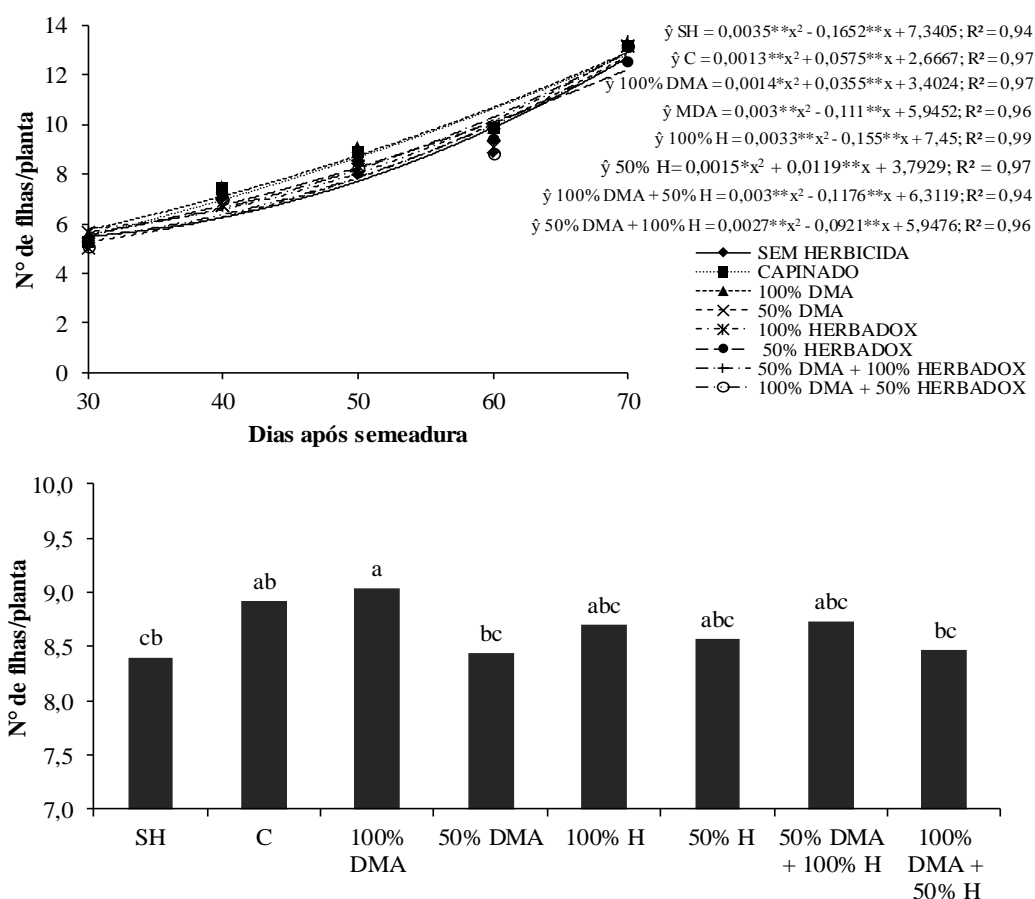 14
12
10
8
6
4
2
0
30
40
50
60
70
N° de flhas/planta
Dias após semeadura
ŷ SH = 0,0035**x² - 0,1652**x + 7,3405; R² = 0,94
ŷ C = 0,0013**x² + 0,0575**x + 2,6667; R² = 0,97
ŷ 100% DMA = 0,0014*x² + 0,0355**x + 3,4024; R² = 0,97
ŷ MDA = 0,003**x² - 0,111**x + 5,9452; R² = 0,96
ŷ 100% H = 0,0033**x² - 0,155**x + 7,45; R² = 0,99
ŷ 50% H= 0,0015*x² + 0,0119**x + 3,7929; R² = 0,97
ŷ 100% DMA + 50% H = 0,003**x² - 0,1176**x + 6,3119; R² = 0,94
ŷ 50% DMA + 100% H = 0,0027**x² - 0,0921**x + 5,9476; R² = 0,96
SEM HERBICIDA
CAPINADO
100% DMA
50% DMA
100% HERBADOX
50% HERBADOX
50% DMA + 100% HERBADOX
100% DMA + 50% HERBADOX
10,0
9,5
9,0
8,5
8,0
7,5
7,0
N° de flhas/planta
cb
ab
a
bc
abc
abc
abc
bc
SH
C
100%
DMA
50% DMA
100% H
50% H
50% DMA
+ 100% H
100%
DMA +
50% H